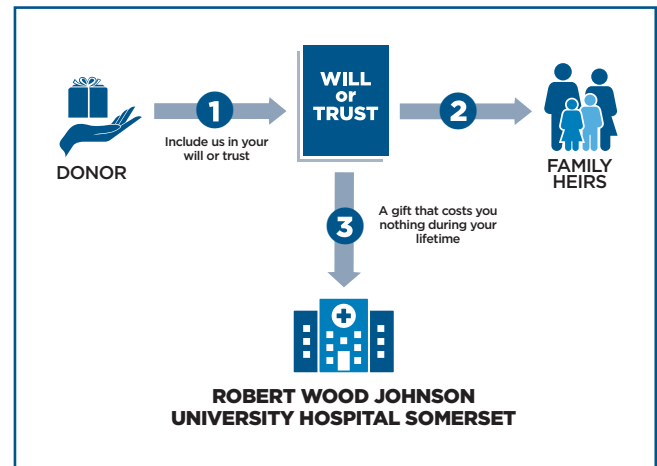 DONOR
1
Include us in your
will or trust
WILL
or
TRUST
2
FAMILY
HEIRS
3
A gift that costs you
nothing during your
lifetime
ROBERT WOOD JOHNSON
UNIVERSITY HOSPITAL SOMERSET